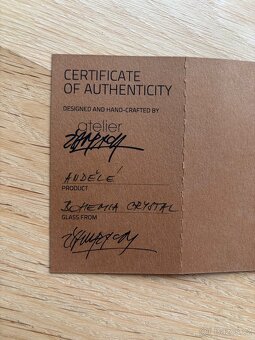 CERTIFICATE
OF AUTHENTICITY
DESIGNED AND HAND-CRAFTED BY
atelier
ANDĚLÉ
PRODUCT
BOHEMIA CRYSTAL
GLASS FROM